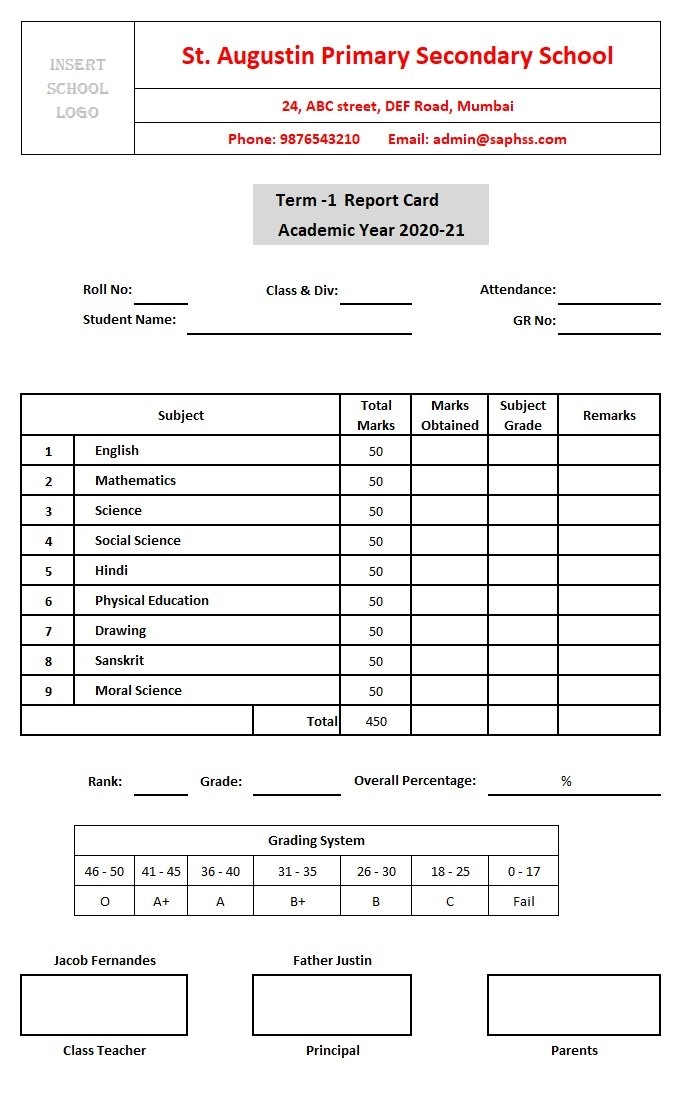 INSERT
SCHOOL
LOGO
St. Augustin Primary Secondary School
24, ABC street, DEF Road, Mumbai
Phone: 9876543210 Email: admin@saphss.com
Term -1 Report Card
Academic Year 2020-21
Roll No: Class & Div: Attendance:
Student Name: GR No:
Subject Total Marks Marks Obtained Subject Grade Remarks
1 English 50
2 Mathematics 50
3 Science 50
4 Social Science 50
5 Hindi 50
6 Physical Education 50
7 Drawing 50
8 Sanskrit 50
9 Moral Science 50
Total 450
Rank: Grade: Overall Percentage: %
Grading System
46 - 50 41 - 45 36 - 40 31 - 35 26 - 30 18 - 25 0 - 17
O A+ A B+ B C Fail
Jacob Fernandes Father Justin
Class Teacher Principal Parents